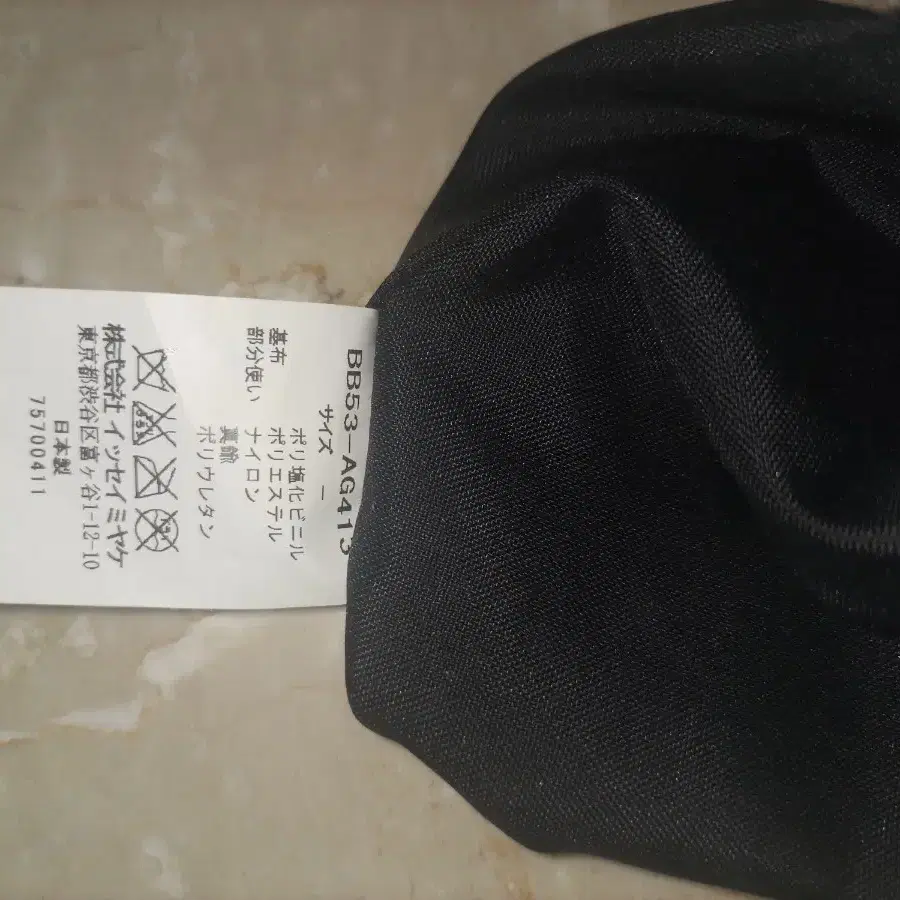 BB53-AG413
サイズ -
基布 ポリ塩化ビニル
ポリエステル
部分使い ナイロン
真鍮
ポリウレタン
株式会社 イッセイミヤケ
東京都渋谷区富ヶ谷1-12-10
日本製
75700411